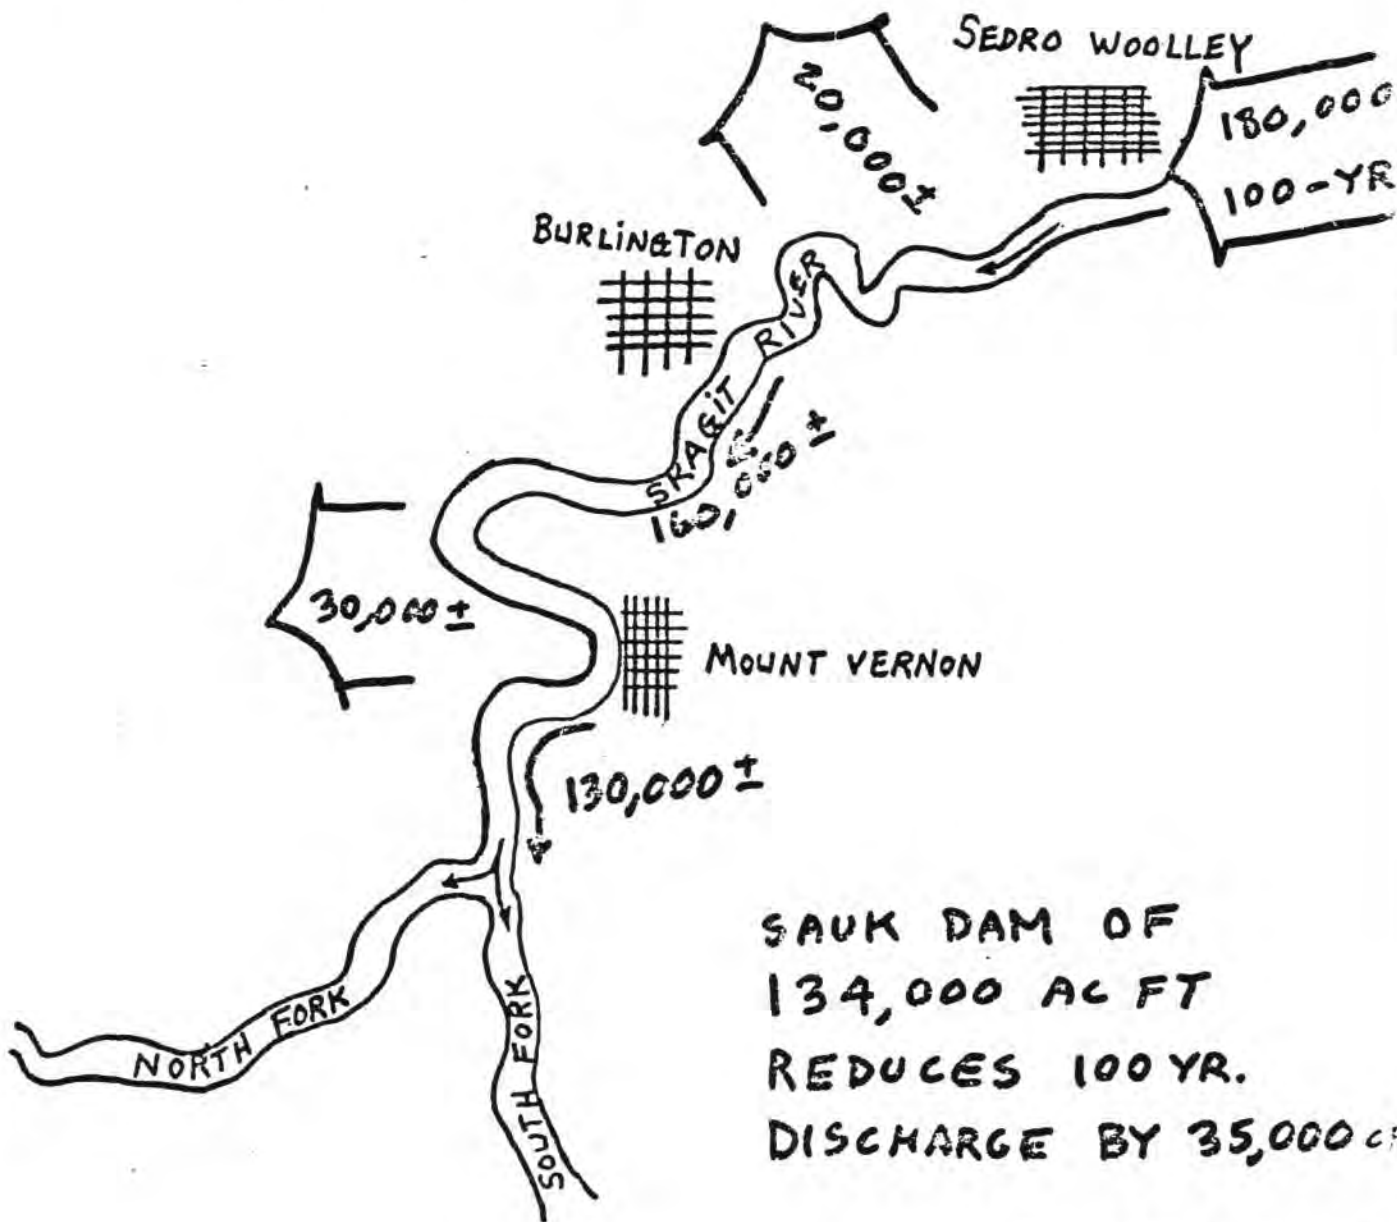 SEDRO WOOLLEY
20,000±
180,000
100-YR
BURLINGTON
SKAGIT RIVER
160,000±
30,000±
MOUNT VERNON
130,000±
NORTH FORK
SOUTH FORK
SAUK DAM OF
134,000 AC FT
REDUCES 100 YR.
DISCHARGE BY 35,000